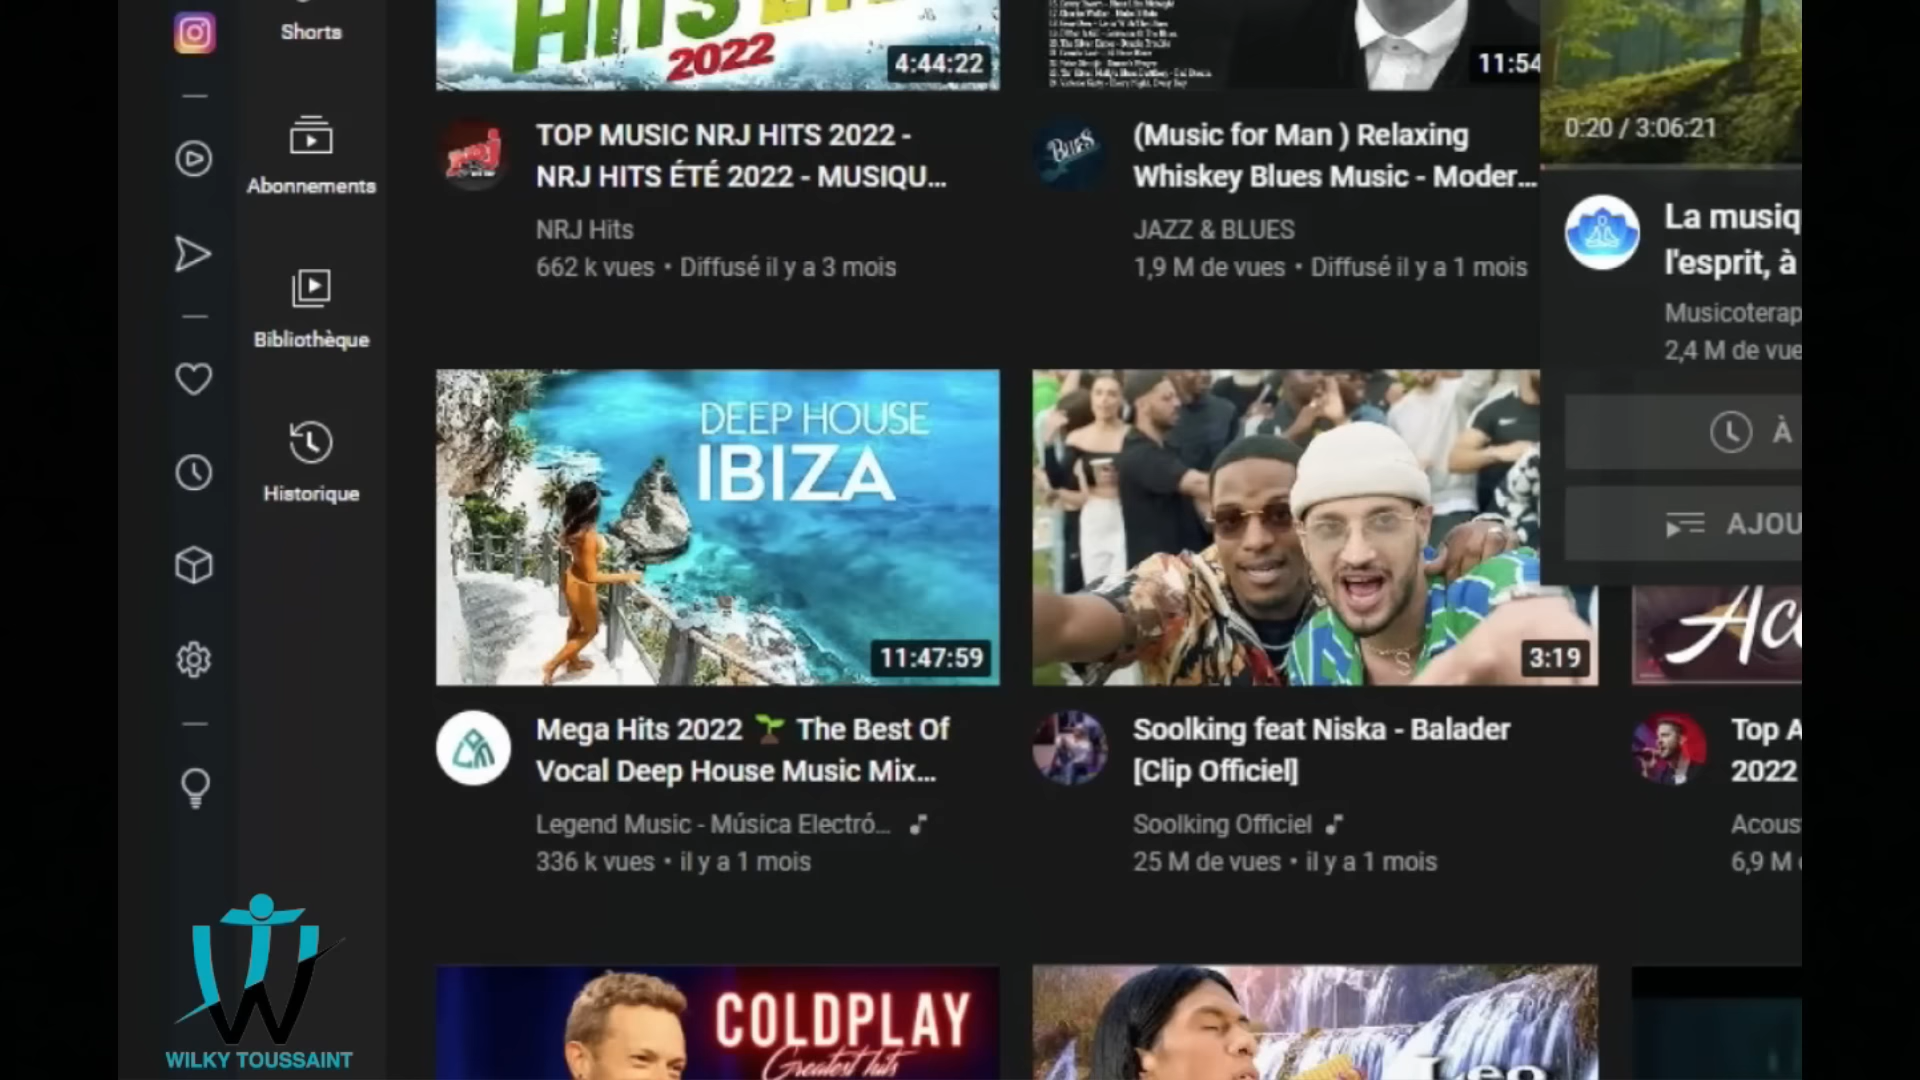 Shorts
Abonnements
Bibliothèque
Historique
HITS
2022
4:44:22
11:54
0:20 / 3:06:21
TOP MUSIC NRJ HITS 2022 -
NRJ HITS ÉTÉ 2022 - MUSIQU...
NRJ Hits
662 k vues • Diffusé il y a 3 mois
BLUES
(Music for Man ) Relaxing
Whiskey Blues Music - Moder...
JAZZ & BLUES
1,9 M de vues • Diffusé il y a 1 mois
La musiq
l'esprit, à
Musicoterap
2,4 M de vue
À
AJOU
DEEP HOUSE
IBIZA
11:47:59
3:19
Mega Hits 2022 🌱 The Best Of
Vocal Deep House Music Mix...
Legend Music - Música Electró...
336 k vues • il y a 1 mois
Soolking feat Niska - Balader
[Clip Officiel]
Soolking Officiel
25 M de vues • il y a 1 mois
Aco
Top A
2022
Acous
6,9 M
COLDPLAY
Greatest hits
Leo
WILKY TOUSSAINT